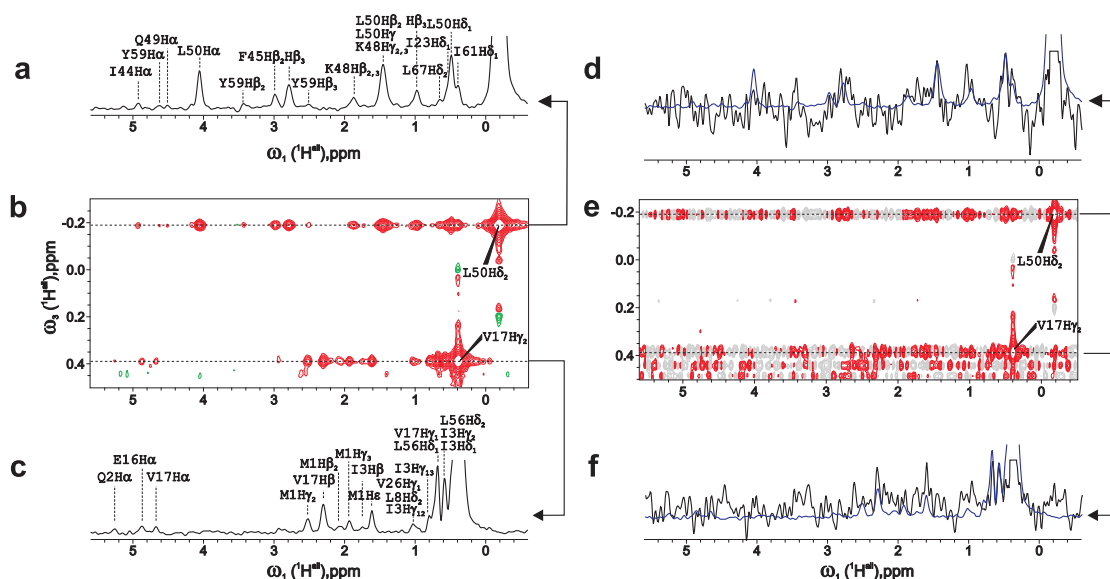 a
L50Hβ2 Hβ3 L50Hδ1
Q49Hα
Y59Hα
L50Hα
L50Hγ
I23Hδ1
I44Hα
F45Hβ2Hβ3
K48Hγ2,3
I61Hδ1
Y59Hβ2
Y59Hβ3
K48Hβ2,3
L67Hδ2
5 4 3 2 1 0
ω1 (1Hall),ppm
d
5 4 3 2 1 0
ω1 (1Hall),ppm
b
-0.2
0.0
0.2
0.4
ω3 (1Hall),ppm
L50Hδ2
V17Hγ2
5 4 3 2 1 0
e
-0.2
0.0
0.2
0.4
L50Hδ2
V17Hγ2
5 4 3 2 1 0
c
L56Hδ2
V17Hγ1 I3Hγ2
L56Hδ1 I3Hδ1
E16Hα
M1Hγ3
Q2Hα
V17Hα
M1Hβ2
I3Hβ
I3Hγ13
V17Hβ
V26Hγ1
M1Hγ2
M1Hε
L8Hδ2
I3Hγ12
5 4 3 2 1 0
ω1 (1Hall),ppm
f
5 4 3 2 1 0
ω1 (1Hall),ppm